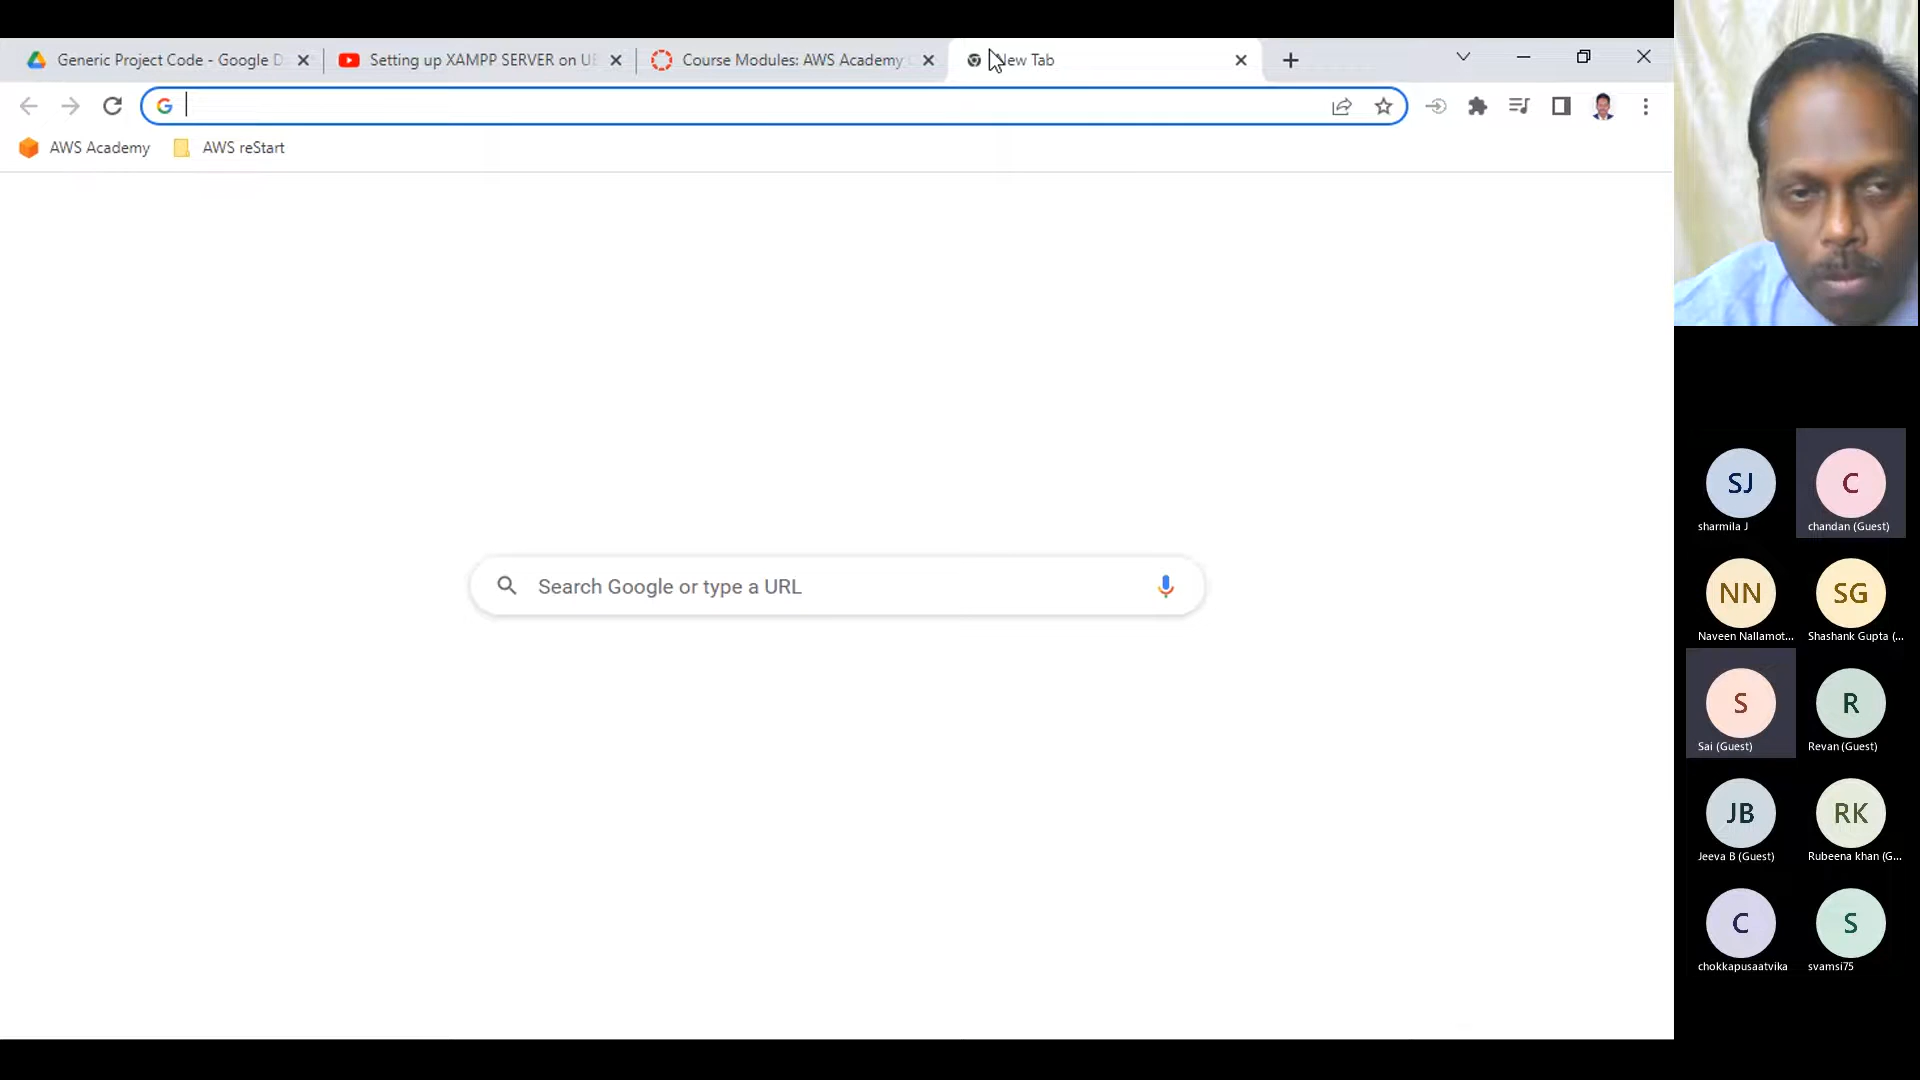 Generic Project Code - Google D
Setting up XAMPP SERVER on UB
Course Modules: AWS Academy
New Tab
AWS Academy
AWS reStart
Search Google or type a URL
SJ
sharmila J
C
chandan (Guest)
NN
Naveen Nallamot...
SG
Shashank Gupta (...
S
Sai (Guest)
R
Revan (Guest)
JB
Jeeva B (Guest)
RK
Rubeena khan (G...
C
chokkapusaatvika
S
svamsi75